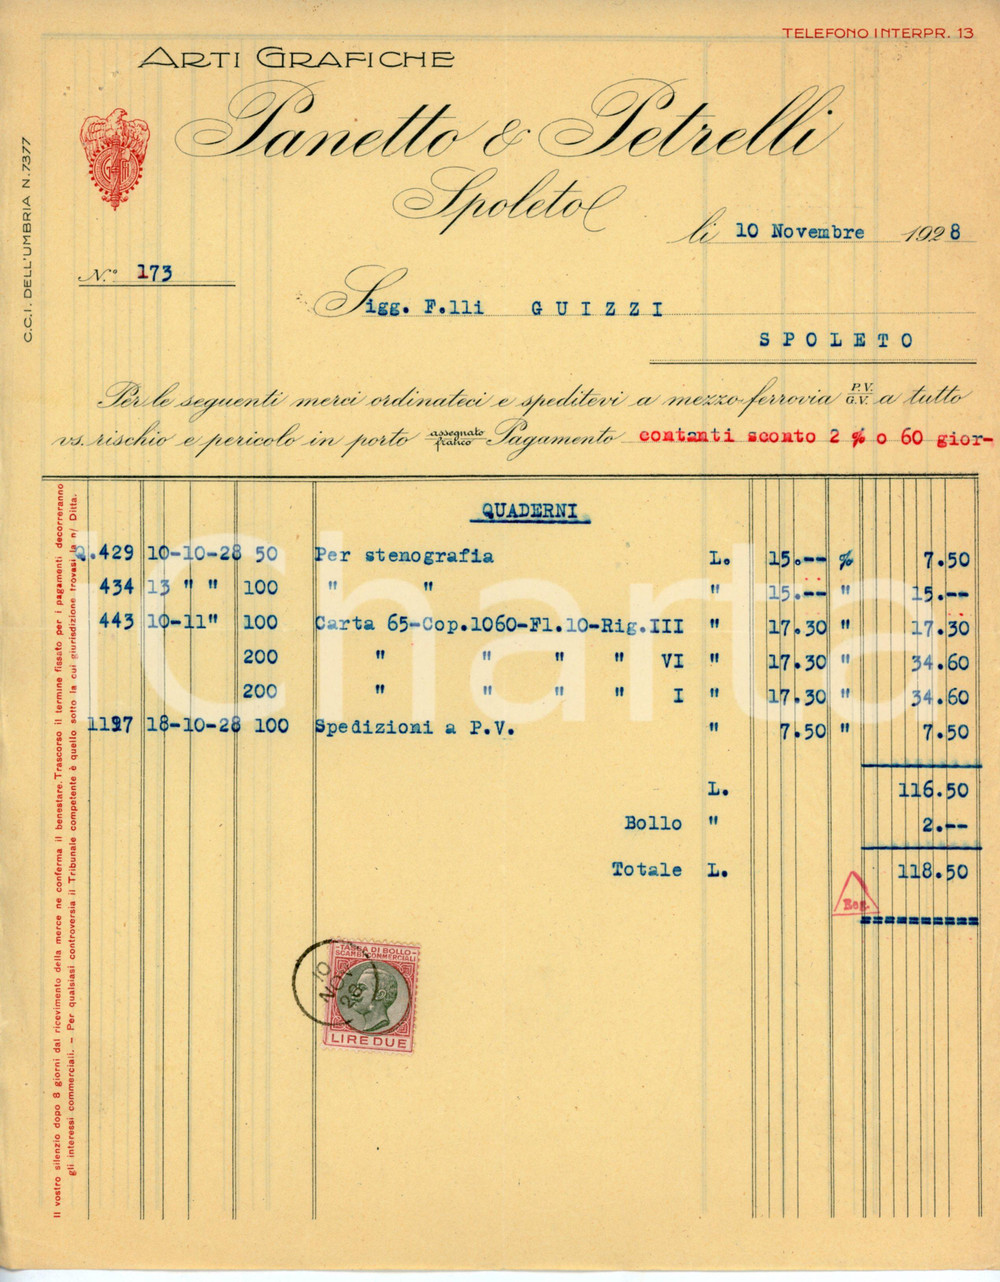 TELEFONO INTERPR. 13
ARTI GRAFICHE
Panetto & Petrelli
Spoleto
C.C.I. DELL'UMBRIA N. 7377
li 10 Novembre 1928
N.° 173
Sigg. F.lli GUIZZI
SPOLETO
Per le seguenti merci ordinateci e speditevi a mezzo ferrovia P.V. G.V. a tutto
vs. rischio e pericolo in porto assegnato franco Pagamento contanti sconto 2 % o 60 gior-
QUADERNI
2.429 10-10-28 50 Per stenografia L. 15.-- % 7.50
434 13 " " 100 " " " 15.-- " 15.--
443 10-11" 100 Carta 65-Cop.1060-Fl.10-Rig.III " 17.30 " 17.30
200 " " " " VI " 17.30 " 34.60
200 " " " " I " 17.30 " 34.60
1127 18-10-28 100 Spedizioni a P.V. " 7.50 " 7.50
L. 116.50
Bollo " 2.--
Totale L. 118.50
Reg.
TASSA DI BOLLO
SCAMBI COMMERCIALI
LIRE DUE
10 NOV 28
Il vostro silenzio dopo 8 giorni dal ricevimento della merce ne conferma il benestare. Trascorso il termine fissato per i pagamenti decorreranno
gli interessi commerciali. - Per qualsiasi controversia il Tribunale competente è quello sotto la cui giurisdizione trovasi la n/ Ditta.
iCharta